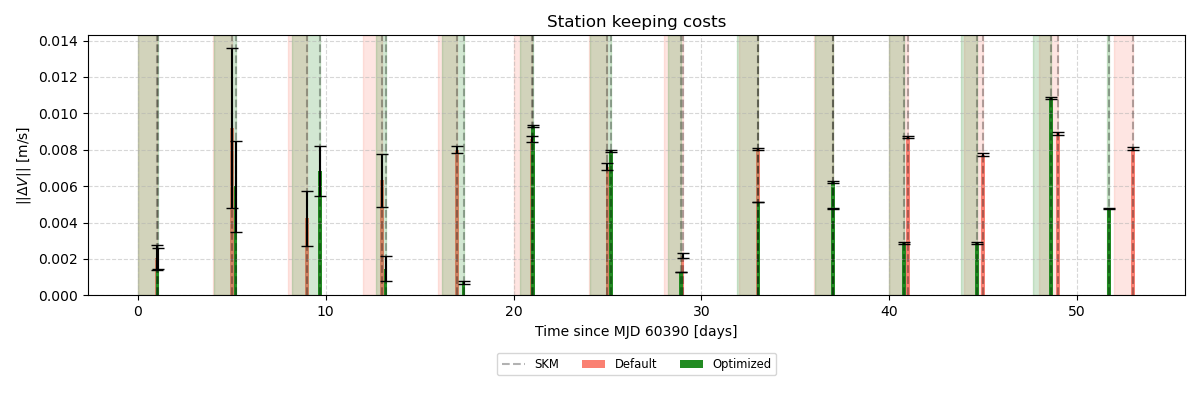 Station keeping costs
||ΔV|| [m/s]
0.014
0.012
0.010
0.008
0.006
0.004
0.002
0.000
0 10 20 30 40 50
Time since MJD 60390 [days]
SKM Default Optimized